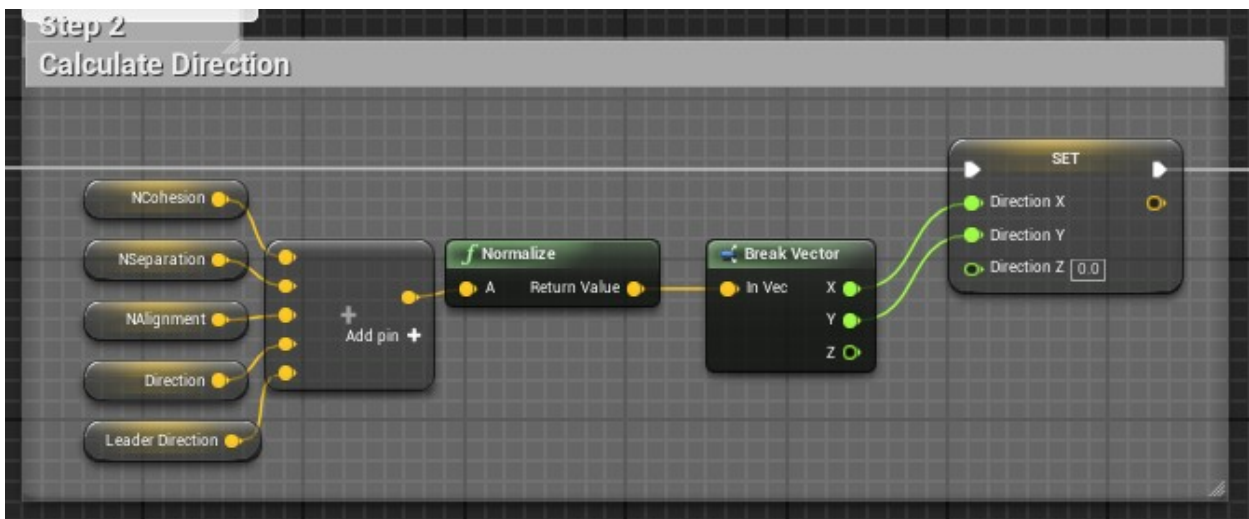 Step 2
Calculate Direction
SET
NCohesion
Direction X
NSeparation
Direction Y
Normalize
Break Vector
Direction Z 0.0
A Return Value
In Vec X
NAlignment
Add pin
Y
Z
Direction
Leader Direction